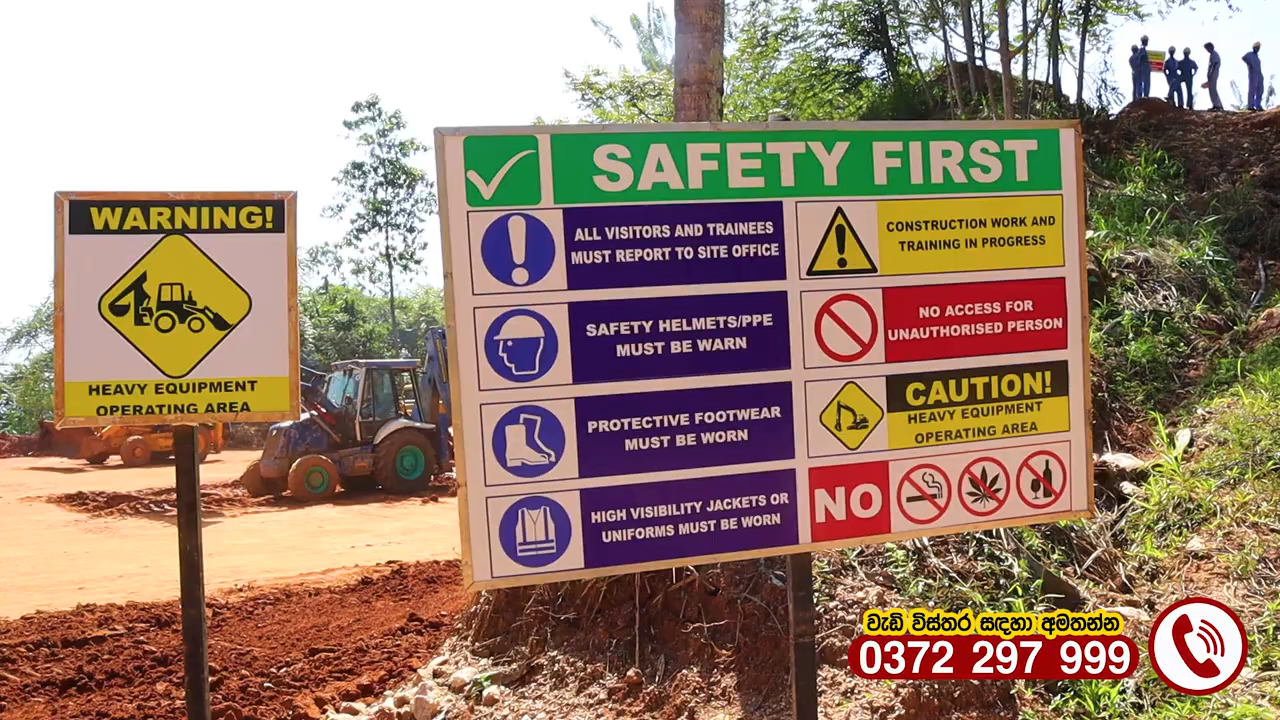 WARNING!
HEAVY EQUIPMENT
OPERATING AREA
SAFETY FIRST
ALL VISITORS AND TRAINEES
MUST REPORT TO SITE OFFICE
SAFETY HELMETS/PPE
MUST BE WARN
PROTECTIVE FOOTWEAR
MUST BE WORN
HIGH VISIBILITY JACKETS OR
UNIFORMS MUST BE WORN
CONSTRUCTION WORK AND
TRAINING IN PROGRESS
NO ACCESS FOR
UNAUTHORISED PERSON
CAUTION!
HEAVY EQUIPMENT
OPERATING AREA
NO
වැඩි විස්තර සඳහා අමතන්න
0372 297 999